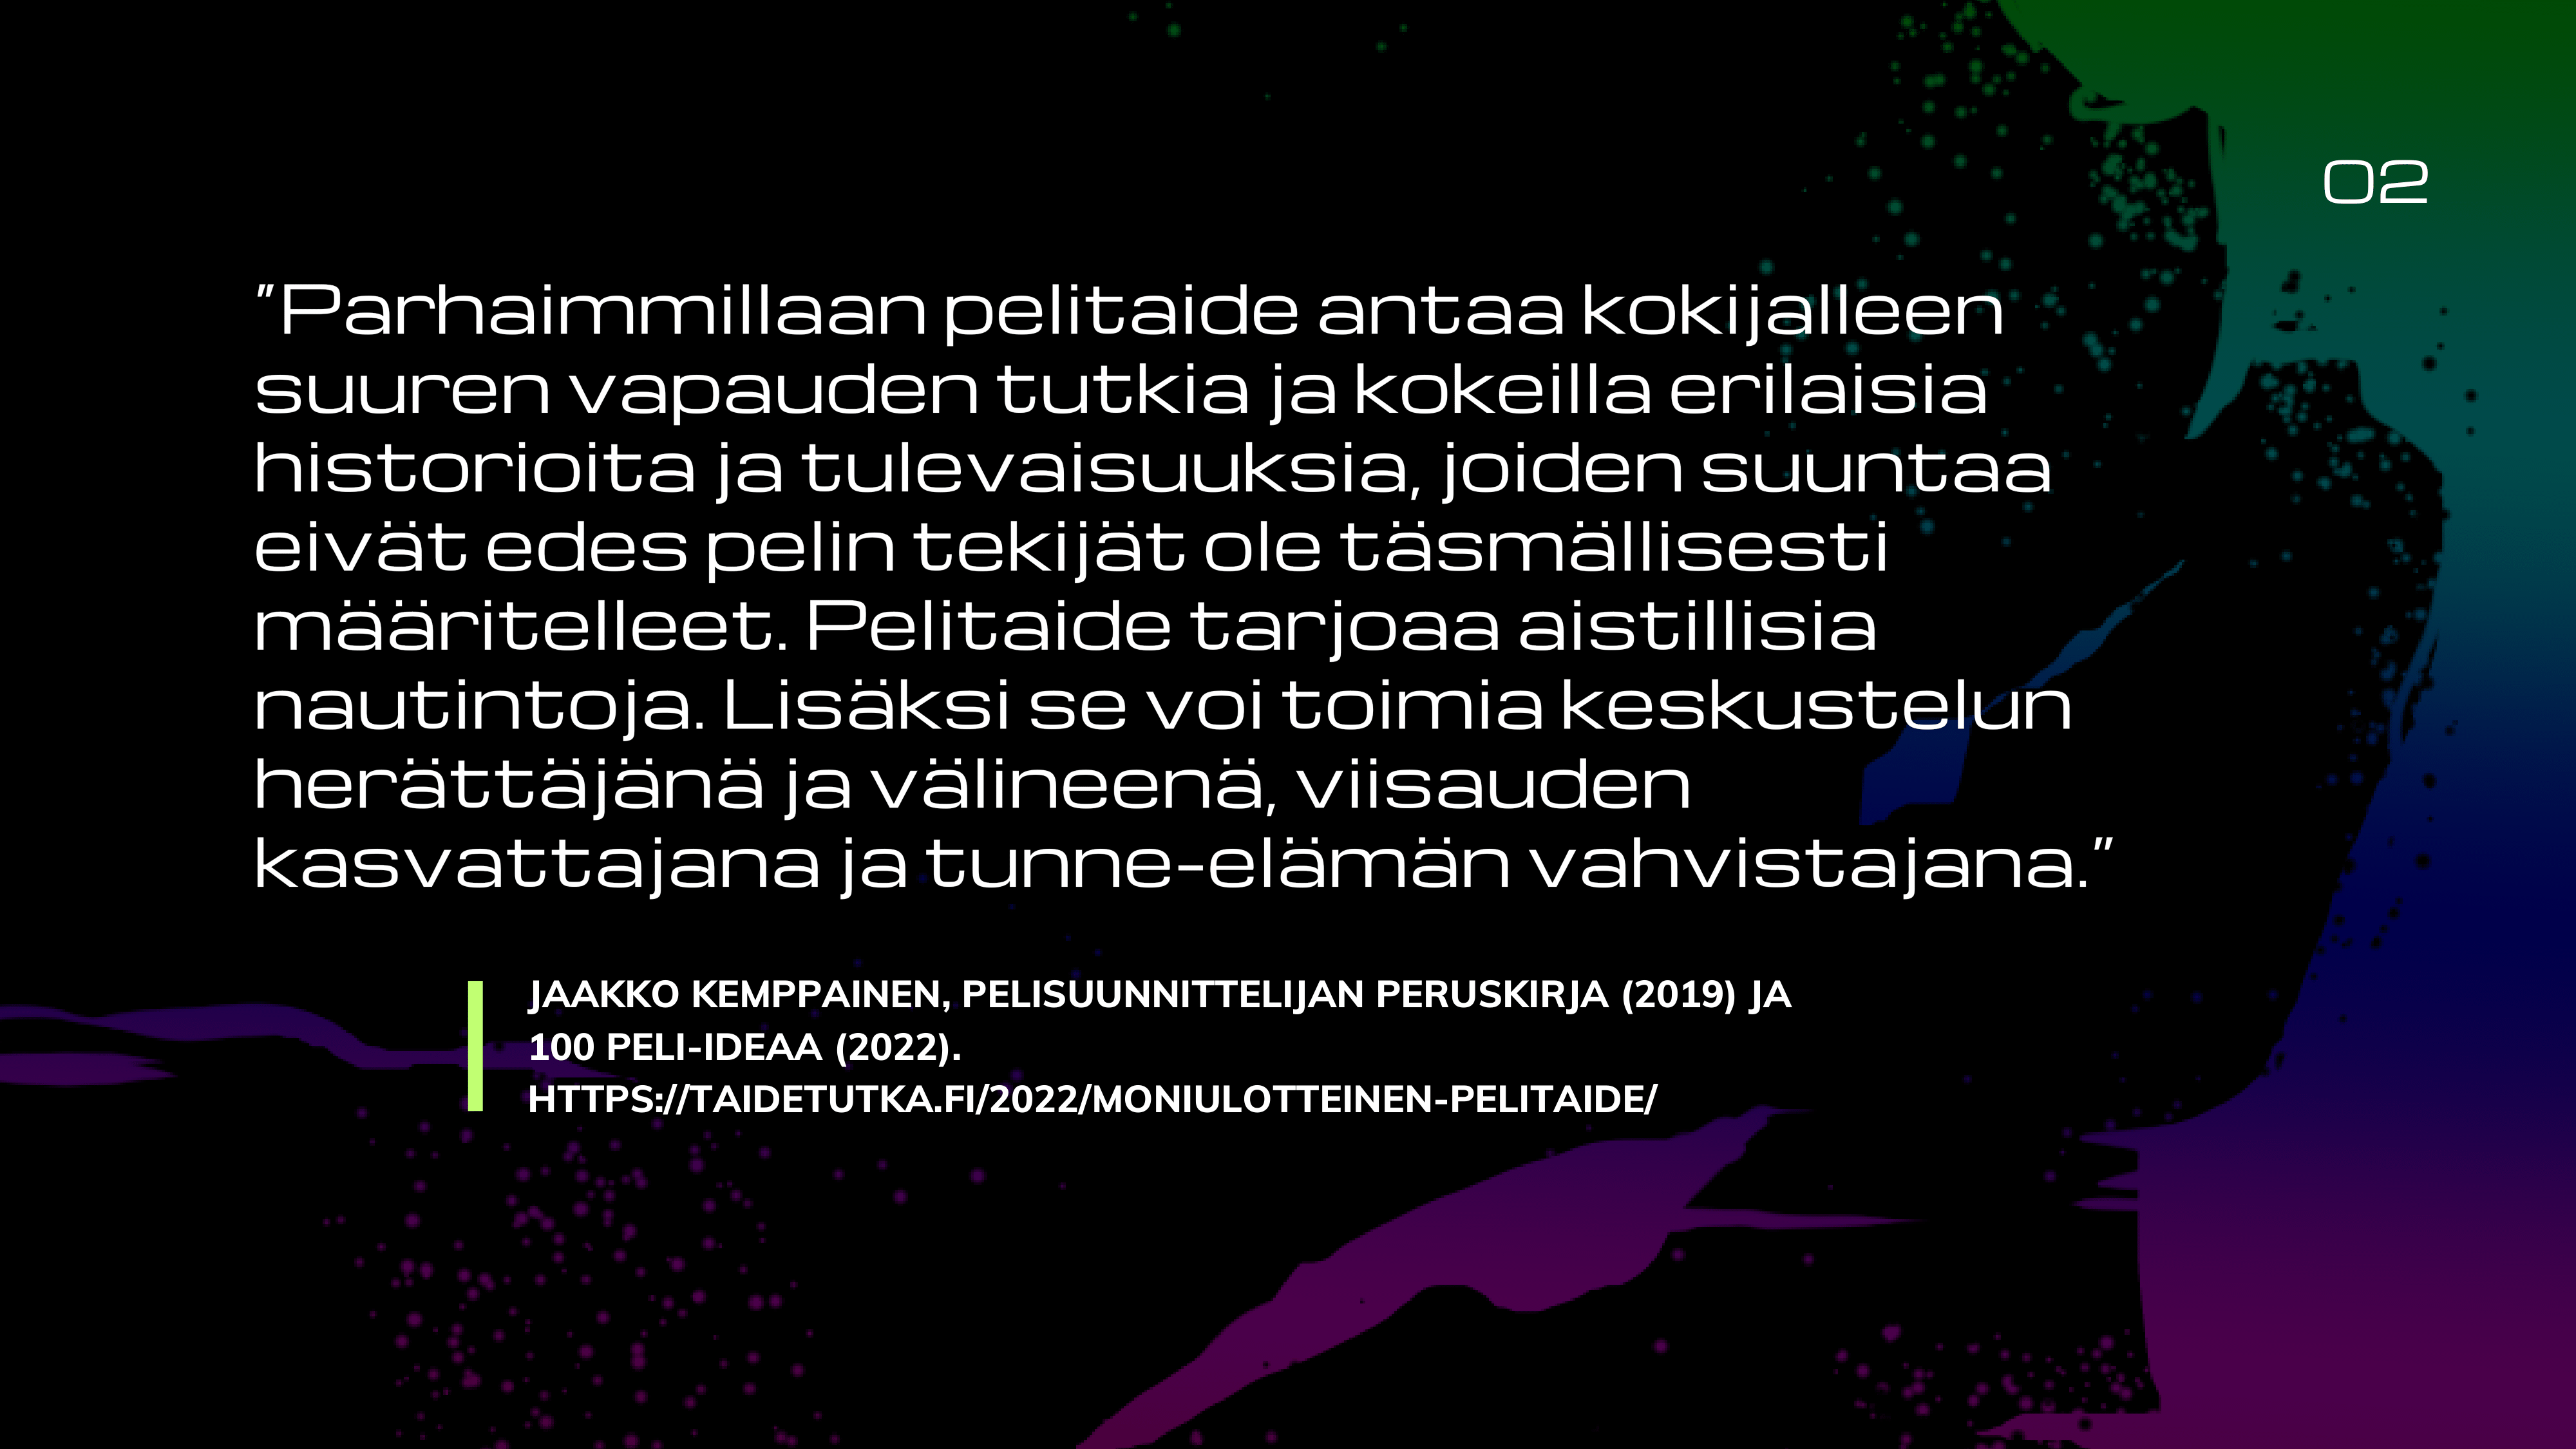 02
"Parhaimmillaan pelitaide antaa kokijalleen
suuren vapauden tutkia ja kokeilla erilaisia
historioita ja tulevaisuuksia, joiden suuntaa
eivät edes pelin tekijät ole täsmällisesti
määritelleet. Pelitaide tarjoaa aistillisia
nautintoja. Lisäksi se voi toimia keskustelun
herättäjänä ja välineenä, viisauden
kasvattajana ja tunne-elämän vahvistajana."
JAAKKO KEMPPAINEN, PELISUUNNITTELIJAN PERUSKIRJA (2019) JA
100 PELI-IDEAA (2022).
HTTPS://TAIDETUTKA.FI/2022/MONIULOTTEINEN-PELITAIDE/